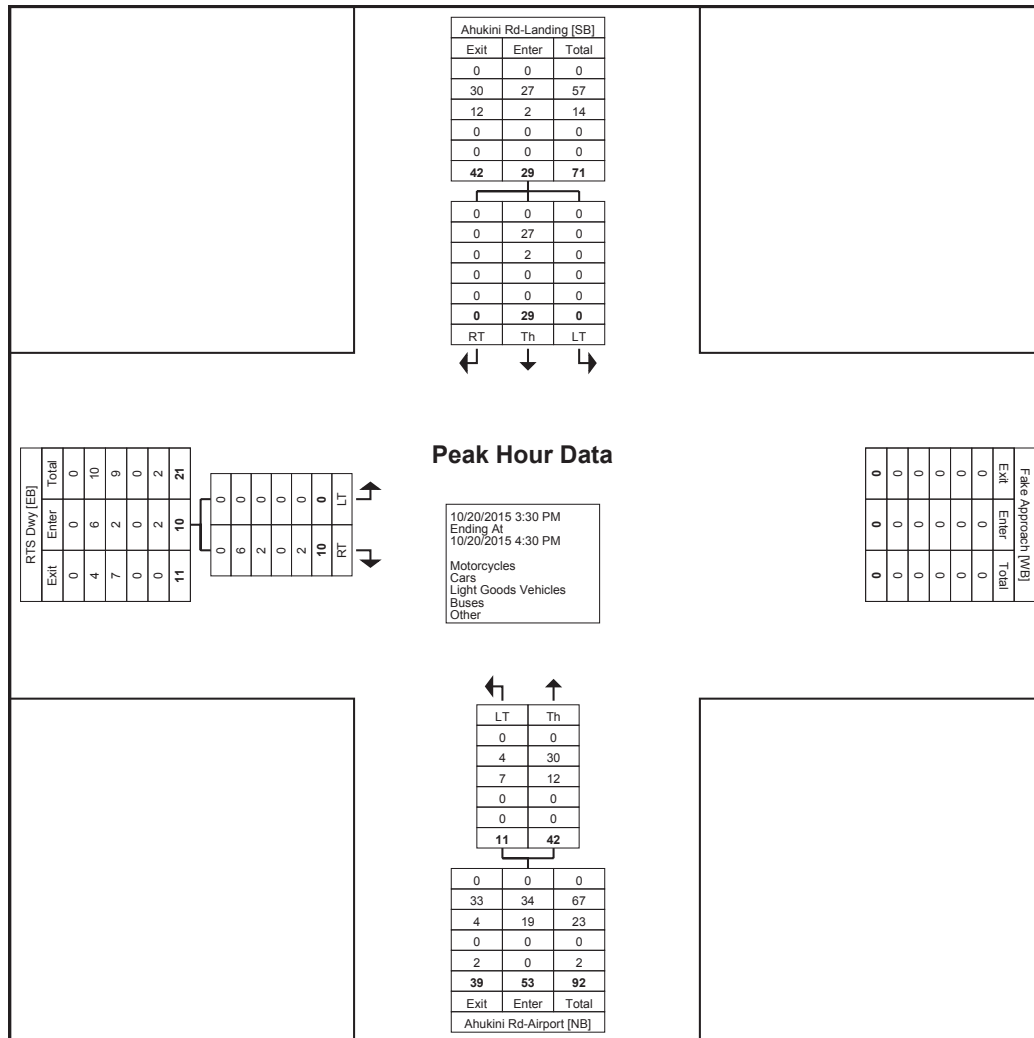 Ahukini Rd-Landing [SB]
Exit Enter Total
0 0 0
30 27 57
12 2 14
0 0 0
0 0 0
42 29 71
0 0 0
0 27 0
0 2 0
0 0 0
0 0 0
0 29 0
RT Th LT
Peak Hour Data
RTS Dwy [EB]
Total 0 10 9 0 2 21
Enter 0 6 2 0 2 10
Exit 0 4 7 0 0 11
0 0 0 0 0 0 LT
0 6 2 0 2 10 RT
10/20/2015 3:30 PM
Ending At
10/20/2015 4:30 PM
Motorcycles
Cars
Light Goods Vehicles
Buses
Other
Fake Approach [WB]
Exit Enter Total
0 0 0
0 0 0
0 0 0
0 0 0
0 0 0
0 0 0
LT Th
0 0
4 30
7 12
0 0
0 0
11 42
0 0 0
33 34 67
4 19 23
0 0 0
2 0 2
39 53 92
Exit Enter Total
Ahukini Rd-Airport [NB]